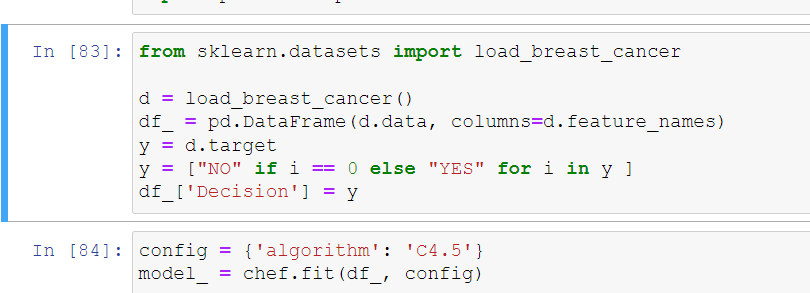 In [83]: from sklearn.datasets import load_breast_cancer
d = load_breast_cancer()
df_ = pd.DataFrame(d.data, columns=d.feature_names)
y = d.target
y = ["NO" if i == 0 else "YES" for i in y ]
df_['Decision'] = y
In [84]: config = {'algorithm': 'C4.5'}
model_ = chef.fit(df_, config)